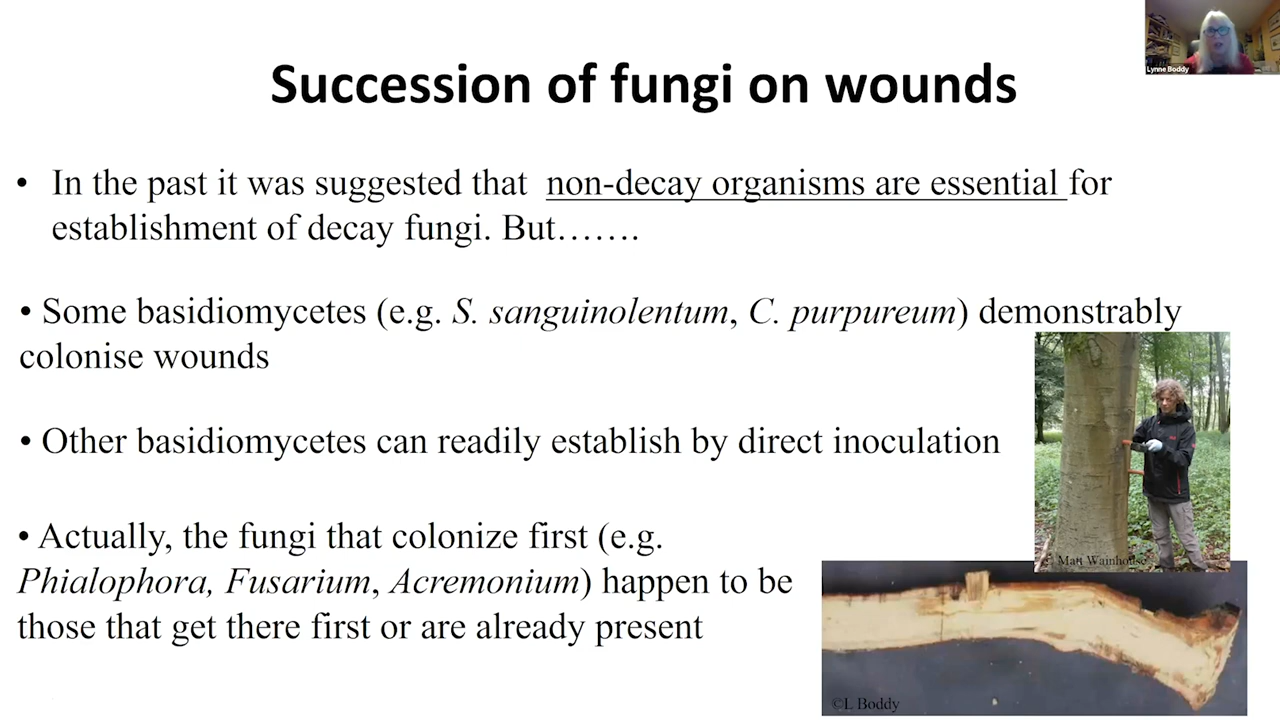 Lynne Boddy
Succession of fungi on wounds
• In the past it was suggested that non-decay organisms are essential for
establishment of decay fungi. But…….
• Some basidiomycetes (e.g. S. sanguinolentum, C. purpureum) demonstrably
colonise wounds
• Other basidiomycetes can readily establish by direct inoculation
• Actually, the fungi that colonize first (e.g.
Phialophora, Fusarium, Acremonium) happen to be
those that get there first or are already present
© Matt Wainhouse
©L Boddy